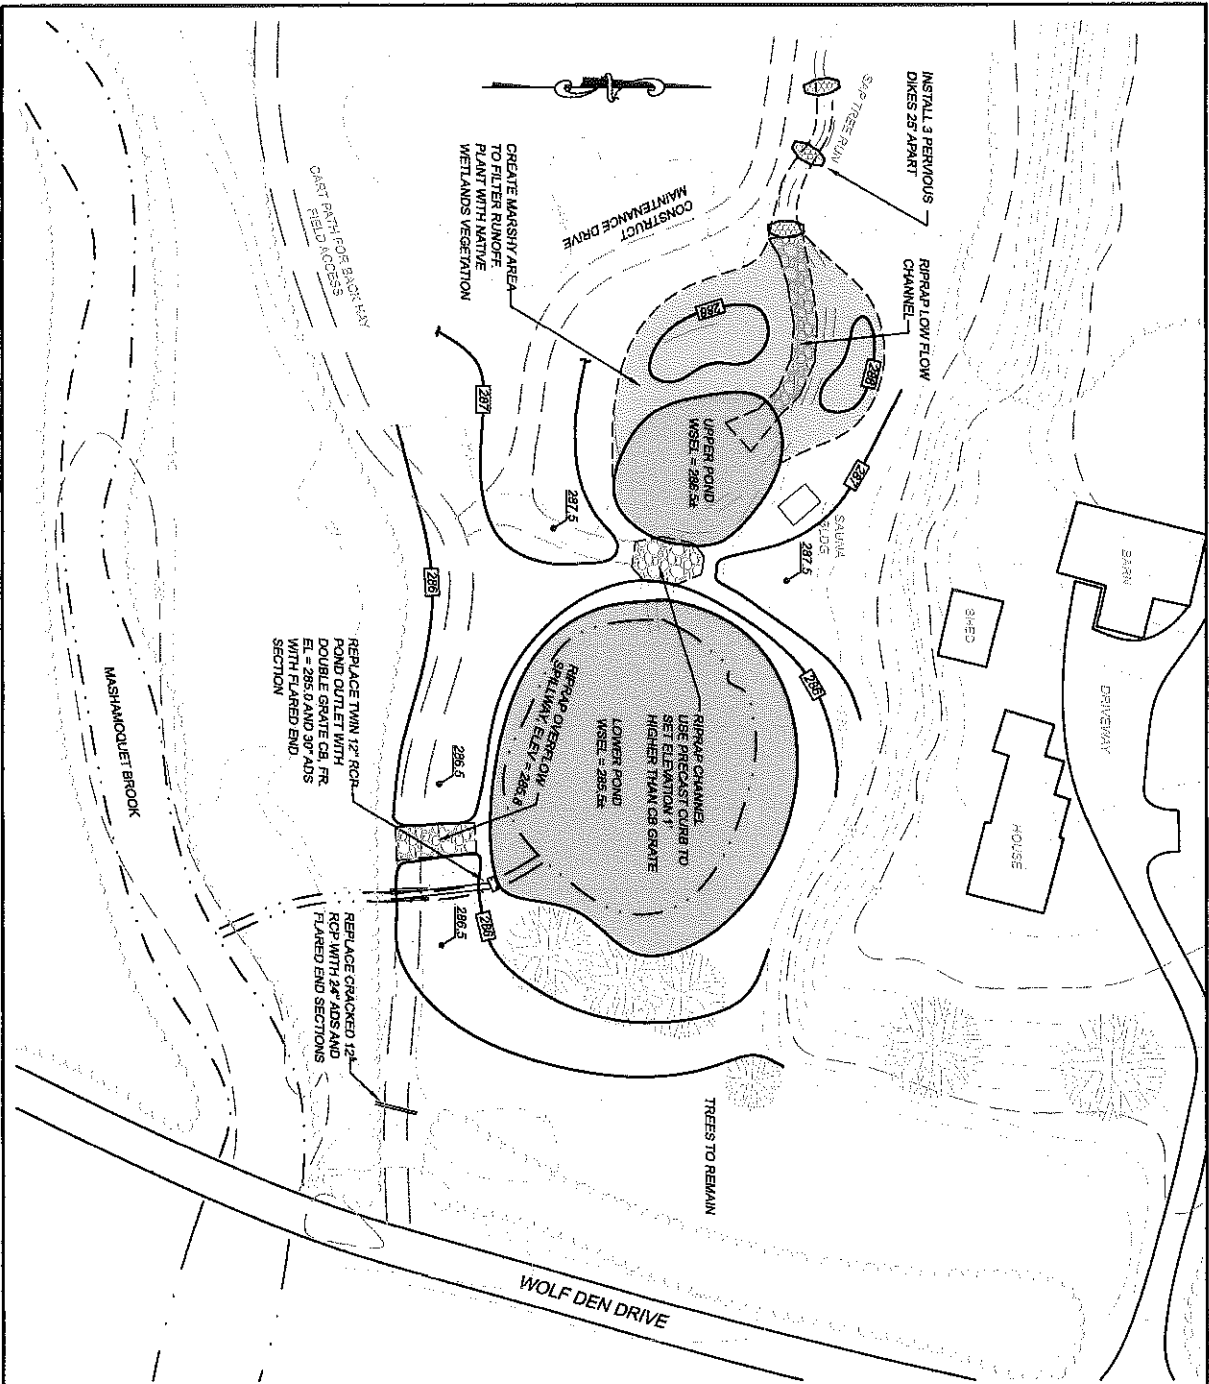 INSTALL 3 PERVIOUS
DIKES 25' APART
SAP TREE RUN
RIPRAP LOW FLOW
CHANNEL
CREATE MARSHY AREA
TO FILTER RUNOFF.
PLANT WITH NATIVE
WETLANDS VEGETATION
CONSTRUCT
MAINTENANCE DRIVE
CART PATH FOR BACK HAY
FIELD ACCESS
288
288
287
287
UPPER POND
WSEL = 286.5±
SAUNA
BLDG
287.5
287.5
BARN
SHED
DRIVEWAY
HOUSE
286
286
RIPRAP CHANNEL
USE PRECAST CURB TO
SET ELEVATION 1'
HIGHER THAN CB GRATE
LOWER POND
WSEL = 285.5±
RIPRAP OVERFLOW
SPILLWAY ELEV = 285.8
286.5
REPLACE TWIN 12" RCP
POND OUTLET WITH
DOUBLE GRATE CB, FR.
EL = 285.0 AND 30" ADS
WITH FLARED END
SECTION
286
286.5
REPLACE CRACKED 12"
RCP WITH 24" ADS AND
FLARED END SECTIONS
MASHAMOQUET BROOK
TREES TO REMAIN
WOLF DEN DRIVE